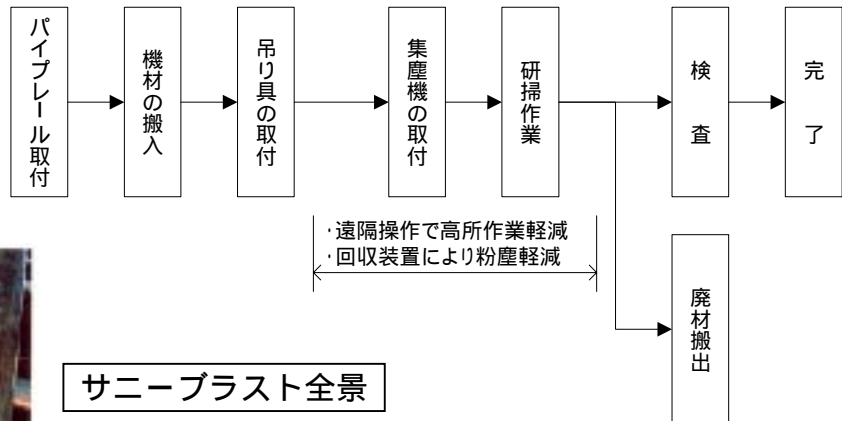 パイプレール取付
機材の搬入
吊り具の取付
集塵機の取付
研掃作業
検査
完了
・遠隔操作で高所作業軽減
・回収装置により粉塵軽減
廃材搬出
サニーブラスト全景